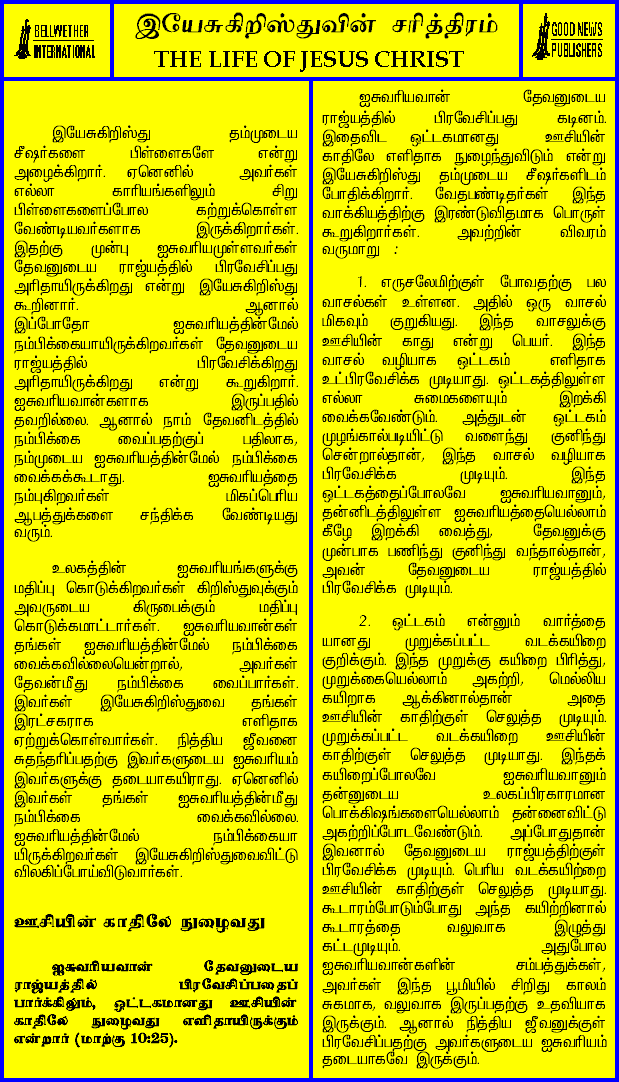 BELLWETHER
INTERNATIONAL
இயேசுகிறிஸ்துவின் சரித்திரம்
THE LIFE OF JESUS CHRIST
GOOD NEWS
PUBLISHERS
இயேசுகிறிஸ்து தம்முடைய
சீஷர்களை பிள்ளைகளே என்று
அழைக்கிறார். ஏனெனில் அவர்கள்
எல்லா காரியங்களிலும் சிறு
பிள்ளைகளைப்போல கற்றுக்கொள்ள
வேண்டியவர்களாக இருக்கிறார்கள்.
இதற்கு முன்பு ஐசுவரியமுள்ளவர்கள்
தேவனுடைய ராஜ்யத்தில் பிரவேசிப்பது
அரிதாயிருக்கிறது என்று இயேசுகிறிஸ்து
கூறினார். ஆனால்
இப்போதோ ஐசுவரியத்தின்மேல்
நம்பிக்கையாயிருக்கிறவர்கள் தேவனுடைய
ராஜ்யத்தில் பிரவேசிக்கிறது
அரிதாயிருக்கிறது என்று கூறுகிறார்.
ஐசுவரியவான்களாக இருப்பதில்
தவறில்லை. ஆனால் நாம் தேவனிடத்தில்
நம்பிக்கை வைப்பதற்குப் பதிலாக,
நம்முடைய ஐசுவரியத்தின்மேல் நம்பிக்கை
வைக்கக்கூடாது. ஐசுவரியத்தை
நம்புகிறவர்கள் மிகப்பெரிய
ஆபத்துக்களை சந்திக்க வேண்டியது
வரும்.
உலகத்தின் ஐசுவரியங்களுக்கு
மதிப்பு கொடுக்கிறவர்கள் கிறிஸ்துவுக்கும்
அவருடைய கிருபைக்கும் மதிப்பு
கொடுக்கமாட்டார்கள். ஐசுவரியவான்கள்
தங்கள் ஐசுவரியத்தின்மேல் நம்பிக்கை
வைக்கவில்லையென்றால், அவர்கள்
தேவன்மீது நம்பிக்கை வைப்பார்கள்.
இவர்கள் இயேசுகிறிஸ்துவை தங்கள்
இரட்சகராக எளிதாக
ஏற்றுக்கொள்வார்கள். நித்திய ஜீவனை
சுதந்தரிப்பதற்கு இவர்களுடைய ஐசுவரியம்
இவர்களுக்கு தடையாகயிராது. ஏனெனில்
இவர்கள் தங்கள் ஐசுவரியத்தின்மீது
நம்பிக்கை வைக்கவில்லை.
ஐசுவரியத்தின்மேல் நம்பிக்கையா
யிருக்கிறவர்கள் இயேசுகிறிஸ்துவைவிட்டு
விலகிப்போய்விடுவார்கள்.
ஊசியின் காதிலே நுழைவது
ஐசுவரியவான் தேவனுடைய
ராஜ்யத்தில் பிரவேசிப்பதைப்
பார்க்கிலும், ஒட்டகமானது ஊசியின்
காதிலே நுழைவது எளிதாயிருக்கும்
என்றார் (மாற்கு 10:25).
ஐசுவரியவான் தேவனுடைய
ராஜ்யத்தில் பிரவேசிப்பது கடினம்.
இதைவிட ஒட்டகமானது ஊசியின்
காதிலே எளிதாக நுழைந்துவிடும் என்று
இயேசுகிறிஸ்து தம்முடைய சீஷர்களிடம்
போதிக்கிறார். வேதபண்டிதர்கள் இந்த
வாக்கியத்திற்கு இரண்டுவிதமாக பொருள்
கூறுகிறார்கள். அவற்றின் விவரம்
வருமாறு :
1. எருசலேமிற்குள் போவதற்கு பல
வாசல்கள் உள்ளன. அதில் ஒரு வாசல்
மிகவும் குறுகியது. இந்த வாசலுக்கு
ஊசியின் காது என்று பெயர். இந்த
வாசல் வழியாக ஒட்டகம் எளிதாக
உட்பிரவேசிக்க முடியாது. ஒட்டகத்திலுள்ள
எல்லா சுமைகளையும் இறக்கி
வைக்கவேண்டும். அத்துடன் ஒட்டகம்
முழங்கால்படியிட்டு வளைந்து குனிந்து
சென்றால்தான், இந்த வாசல் வழியாக
பிரவேசிக்க முடியும். இந்த
ஒட்டகத்தைப்போலவே ஐசுவரியவானும்,
தன்னிடத்திலுள்ள ஐசுவரியத்தையெல்லாம்
கீழே இறக்கி வைத்து, தேவனுக்கு
முன்பாக பணிந்து குனிந்து வந்தால்தான்,
அவன் தேவனுடைய ராஜ்யத்தில்
பிரவேசிக்க முடியும்.
2. ஒட்டகம் என்னும் வார்த்தை
யானது முறுக்கப்பட்ட வடக்கயிறை
குறிக்கும். இந்த முறுக்கு கயிறை பிரித்து,
முறுக்கையெல்லாம் அகற்றி, மெல்லிய
கயிறாக ஆக்கினால்தான் அதை
ஊசியின் காதிற்குள் செலுத்த முடியும்.
முறுக்கப்பட்ட வடக்கயிறை ஊசியின்
காதிற்குள் செலுத்த முடியாது. இந்தக்
கயிறைப்போலவே ஐசுவரியவானும்
தன்னுடைய உலகப்பிரகாரமான
பொக்கிஷங்களையெல்லாம் தன்னைவிட்டு
அகற்றிப்போடவேண்டும். அப்போதுதான்
இவனால் தேவனுடைய ராஜ்யத்திற்குள்
பிரவேசிக்க முடியும். பெரிய வடக்கயிற்றை
ஊசியின் காதிற்குள் செலுத்த முடியாது.
கூடாரம்போடும்போது அந்த கயிற்றினால்
கூடாரத்தை வலுவாக இழுத்து
கட்டமுடியும். அதுபோல
ஐசுவரியவான்களின் சம்பத்துக்கள்,
அவர்கள் இந்த பூமியில் சிறிது காலம்
சுகமாக, வலுவாக இருப்பதற்கு உதவியாக
இருக்கும். ஆனால் நித்திய ஜீவனுக்குள்
பிரவேசிப்பதற்கு அவர்களுடைய ஐசுவரியம்
தடையாகவே இருக்கும்.